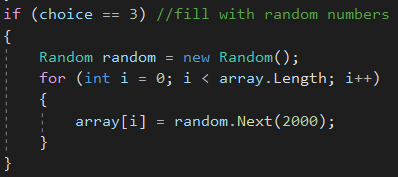 if (choice == 3) //fill with random numbers
{
    Random random = new Random();
    for (int i = 0; i < array.Length; i++)
    {
        array[i] = random.Next(2000);
    }
}